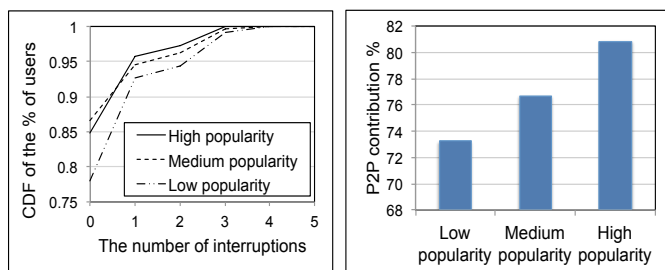 CDF of the % of users
1
0.95
0.9
0.85
0.8
0.75
High popularity
Medium popularity
Low popularity
0 1 2 3 4 5
The number of interruptions
P2P contribution %
82
80
78
76
74
72
70
68
Low popularity
Medium popularity
High popularity